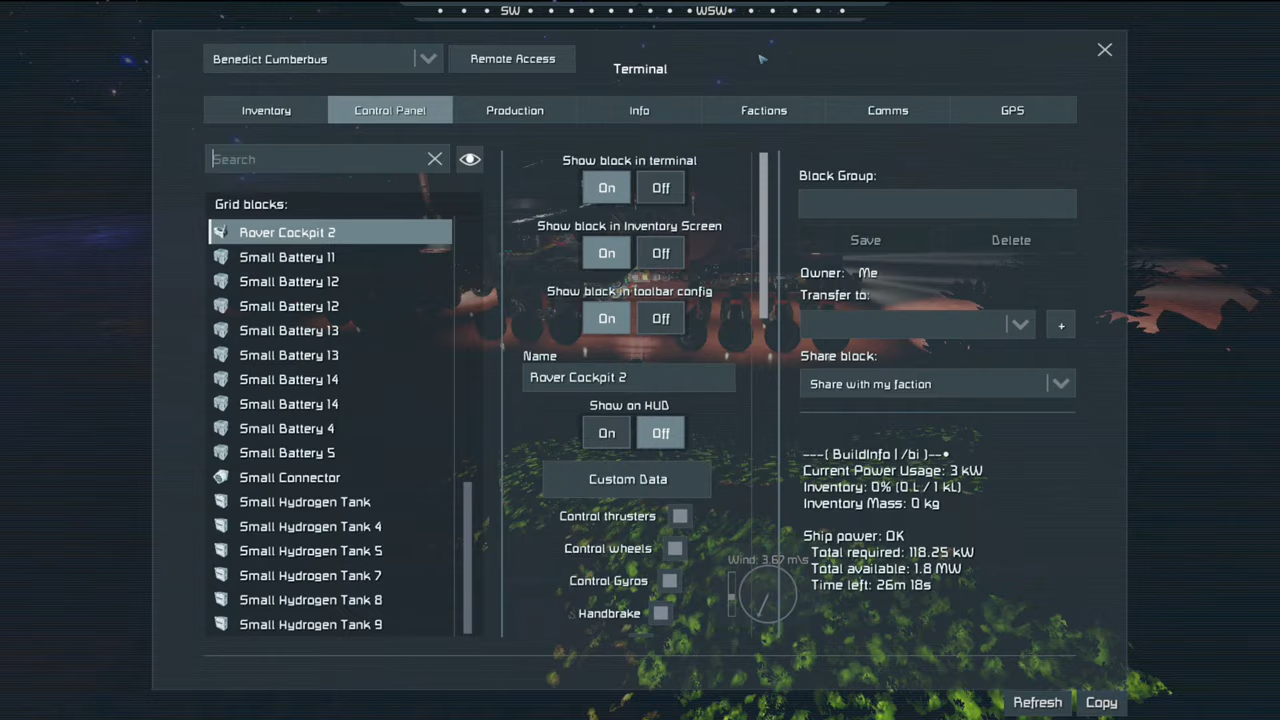 SW WSW
Benedict Cumberbus
Remote Access
Terminal
Inventory
Control Panel
Production
Info
Factions
Comms
GPS
Search
Grid blocks:
Rover Cockpit 2
Small Battery 11
Small Battery 12
Small Battery 12
Small Battery 13
Small Battery 13
Small Battery 14
Small Battery 14
Small Battery 4
Small Battery 5
Small Connector
Small Hydrogen Tank
Small Hydrogen Tank 4
Small Hydrogen Tank 5
Small Hydrogen Tank 7
Small Hydrogen Tank 8
Small Hydrogen Tank 9
Show block in terminal
On Off
Show block in Inventory Screen
On Off
Show block in toolbar config
On Off
Name
Rover Cockpit 2
Show on HUD
On Off
Custom Data
Control thrusters
Control wheels
Control Gyros
Handbrake
Wind: 3.67 m/s
Block Group:
Save Delete
Owner: Me
Transfer to:
+
Share block:
Share with my faction
---( BuildInfo | /bi )--•
Current Power Usage: 3 kW
Inventory: 0% (0 L / 1 kL)
Inventory Mass: 0 kg
Ship power: OK
Total required: 118.25 kW
Total available: 1.8 MW
Time left: 26m 18s
Refresh Copy